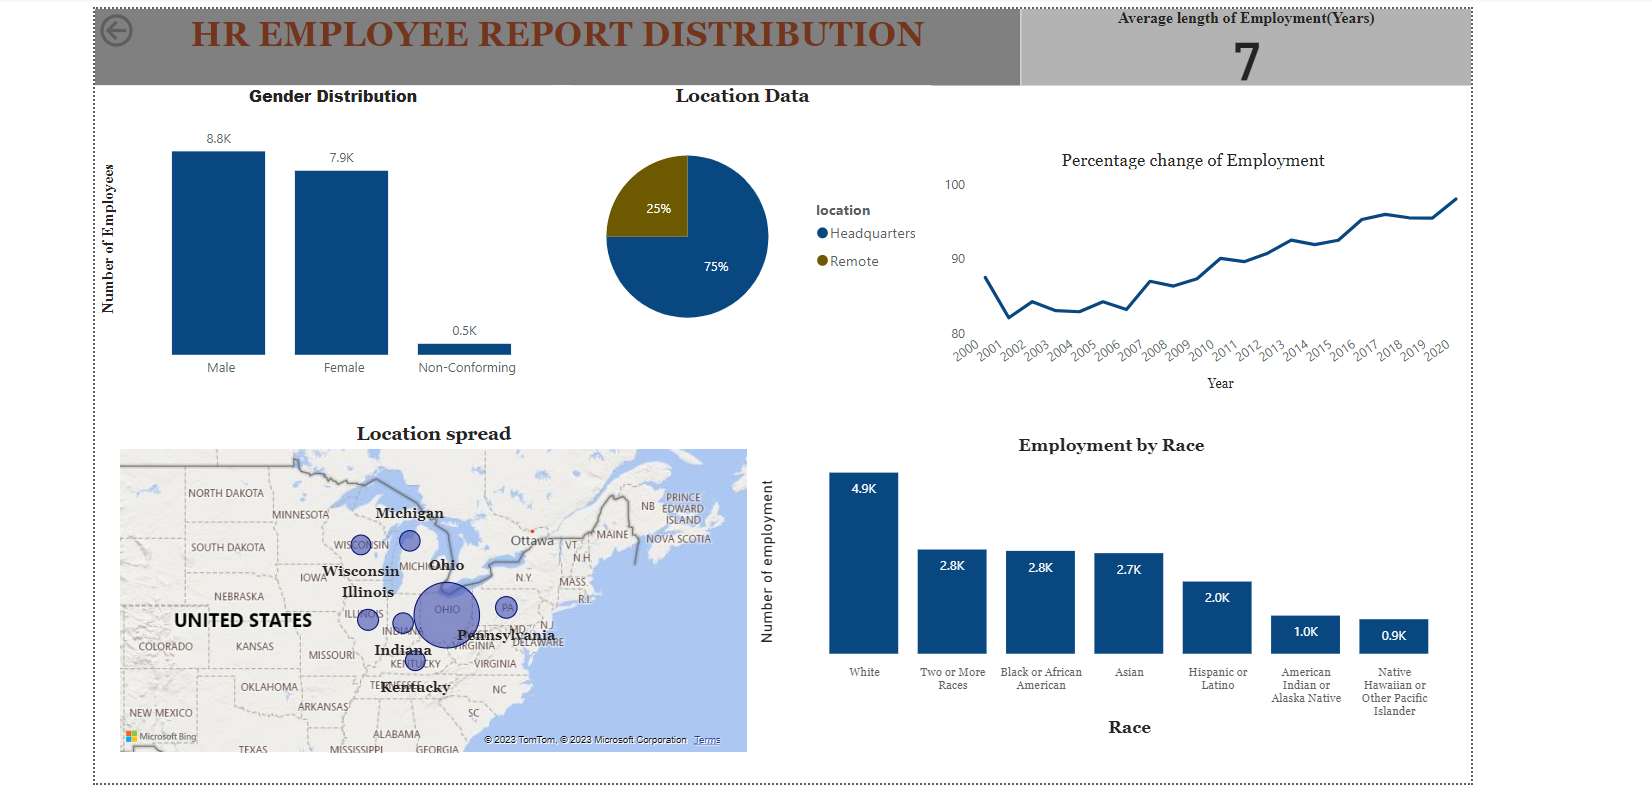 HR EMPLOYEE REPORT DISTRIBUTION
Average length of Employment(Years)
7
Gender Distribution
Number of Employees
8.8K
7.9K
0.5K
Male
Female
Non-Conforming
Location Data
25%
75%
location
Headquarters
Remote
Percentage change of Employment
100
90
80
2000
2001
2002
2003
2004
2005
2006
2007
2008
2009
2010
2011
2012
2013
2014
2015
2016
2017
2018
2019
2020
Year
Location spread
NORTH DAKOTA
MINNESOTA
SOUTH DAKOTA
WISCONSIN
Michigan
Ottawa
NB
PRINCE
EDWARD
ISLAND
MAINE
NOVA SCOTIA
VT.
N.H.
IOWA
Wisconsin
MICHIG
Ohio
N.Y.
MASS.
R.I.
NEBRASKA
Illinois
ILLINOIS
OHIO
PA
UNITED STATES
INDIANA
MD.
N.J.
Pennsylvania
DELAWARE
COLORADO
KANSAS
MISSOURI
Indiana
KENTUCKY
VIRGINIA
VIRGINIA
OKLAHOMA
TENNESSEE
Kentucky
NC
ARKANSAS
NEW MEXICO
SC
ALABAMA
TEXAS
MISSISSIPPI
GEORGIA
Microsoft Bing
© 2023 TomTom, © 2023 Microsoft Corporation Terms
Employment by Race
Number of employment
4.9K
2.8K
2.8K
2.7K
2.0K
1.0K
0.9K
White
Two or More
Races
Black or African
American
Asian
Hispanic or
Latino
American
Indian or
Alaska Native
Native
Hawaiian or
Other Pacific
Islander
Race